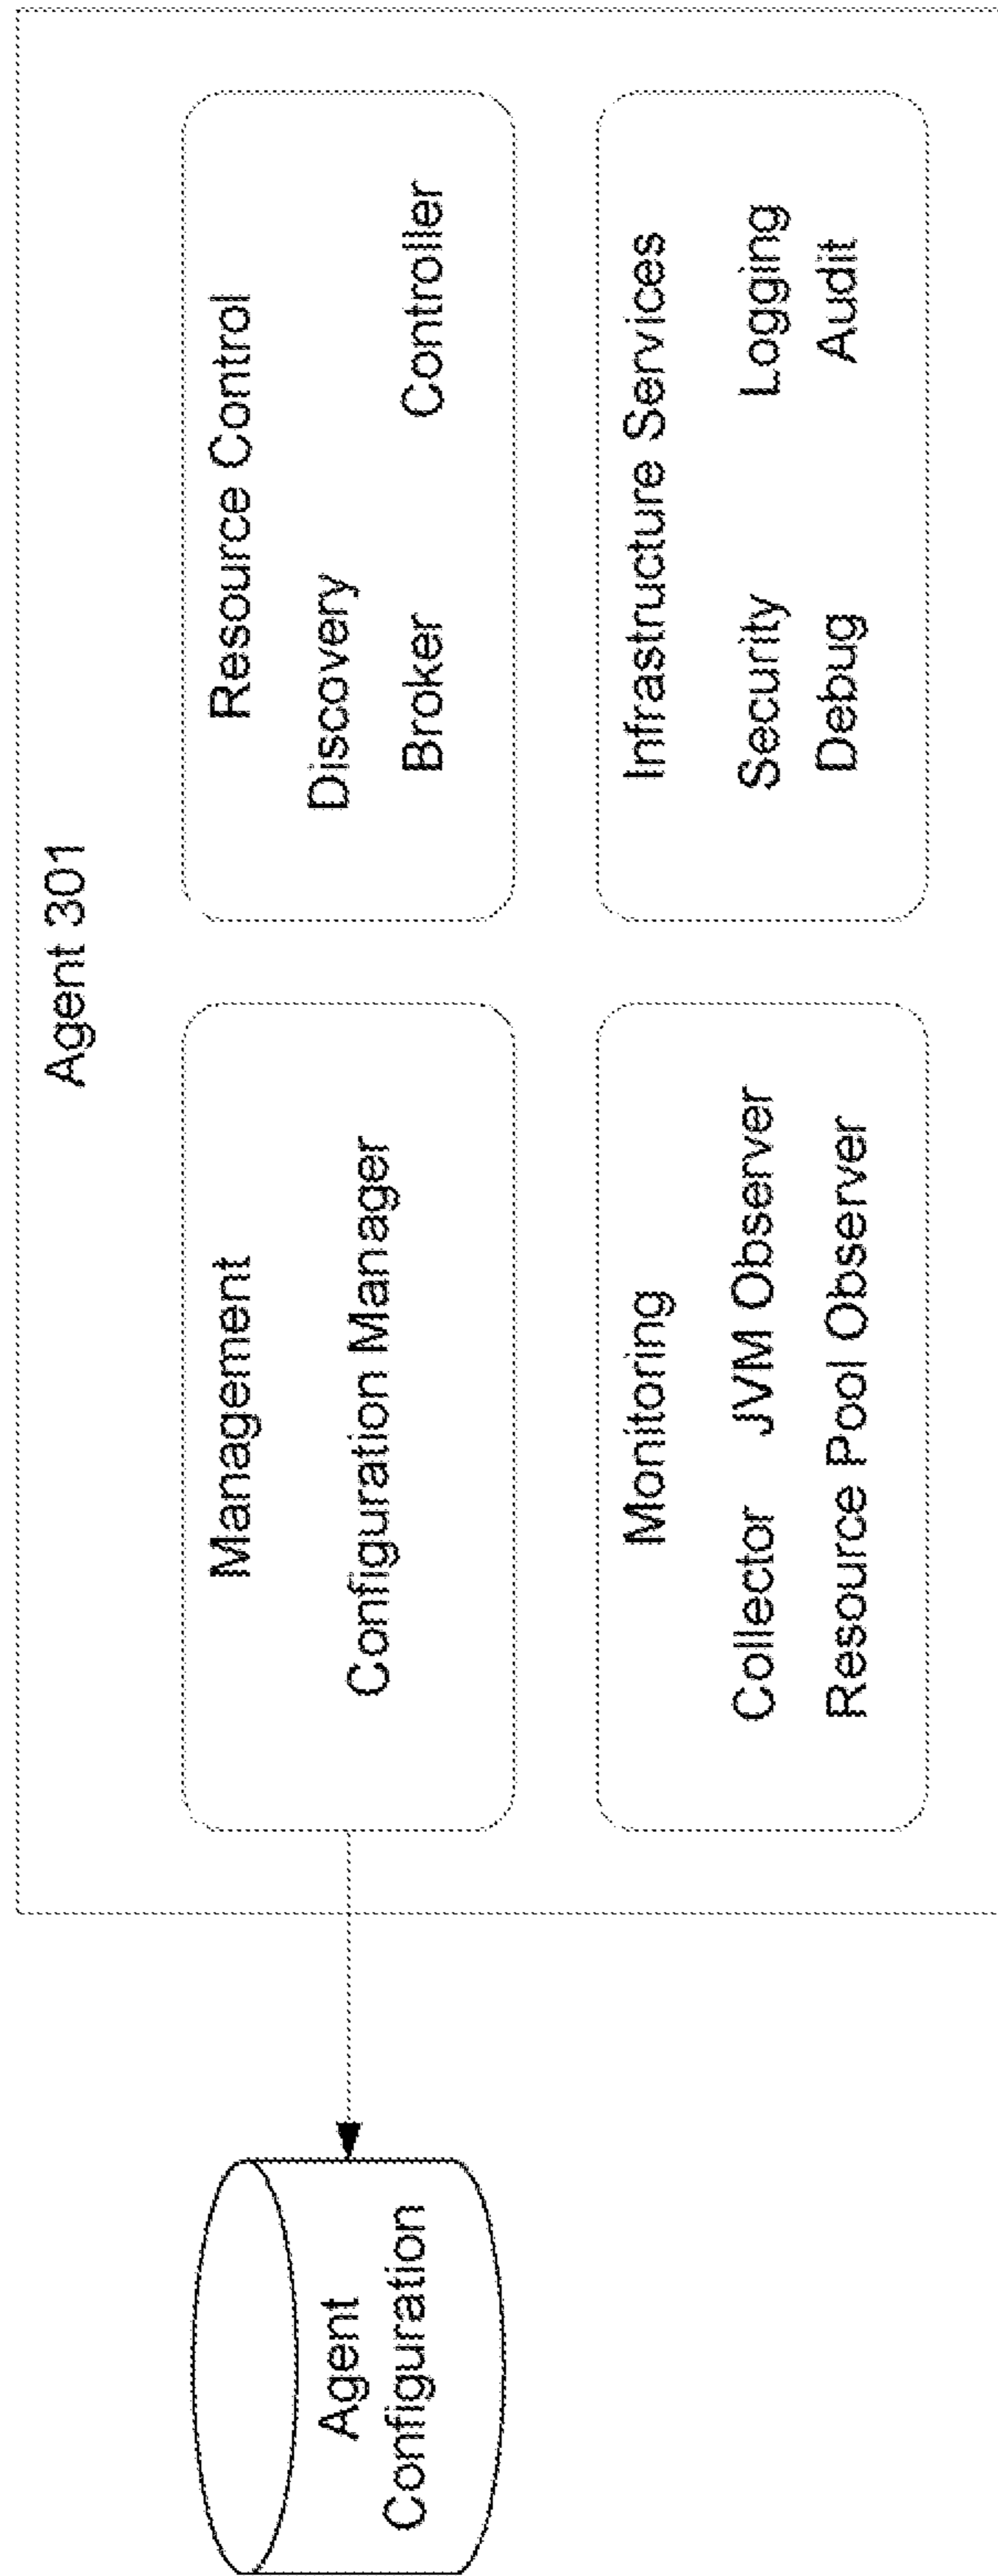 Agent 301
Agent
Configuration
Management
Configuration Manager
Resource Control
Discovery
Broker Controller
Monitoring
Collector JVM Observer
Resource Pool Observer
Infrastructure Services
Security Logging
Debug Audit